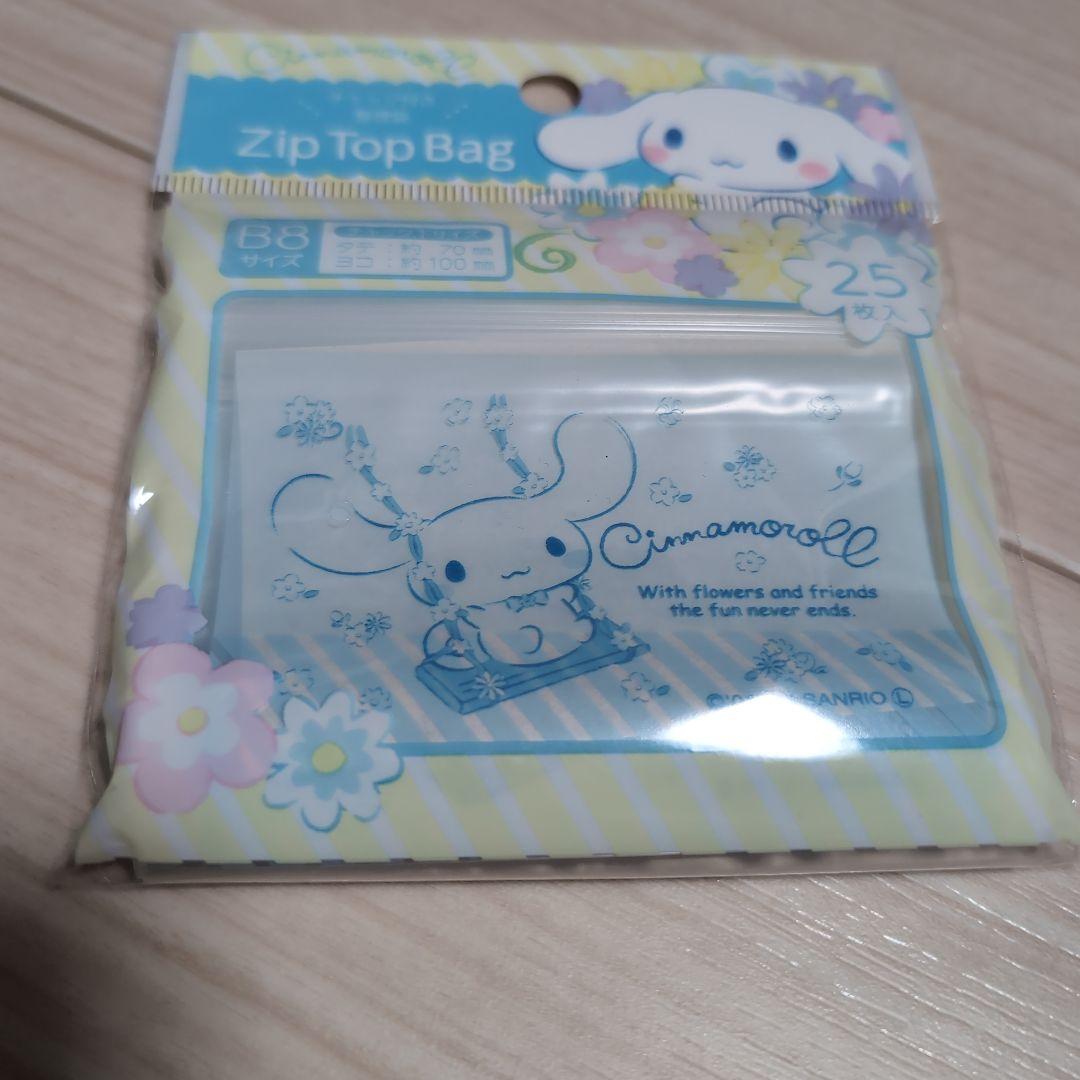 Cinnamoroll
Zip Top Bag
B8
サイズ
タテ：約 70 mm
ヨコ：約 100 mm
25
枚入
Cinnamoroll
With flowers and friends
the fun never ends.
SANRIO Ⓛ